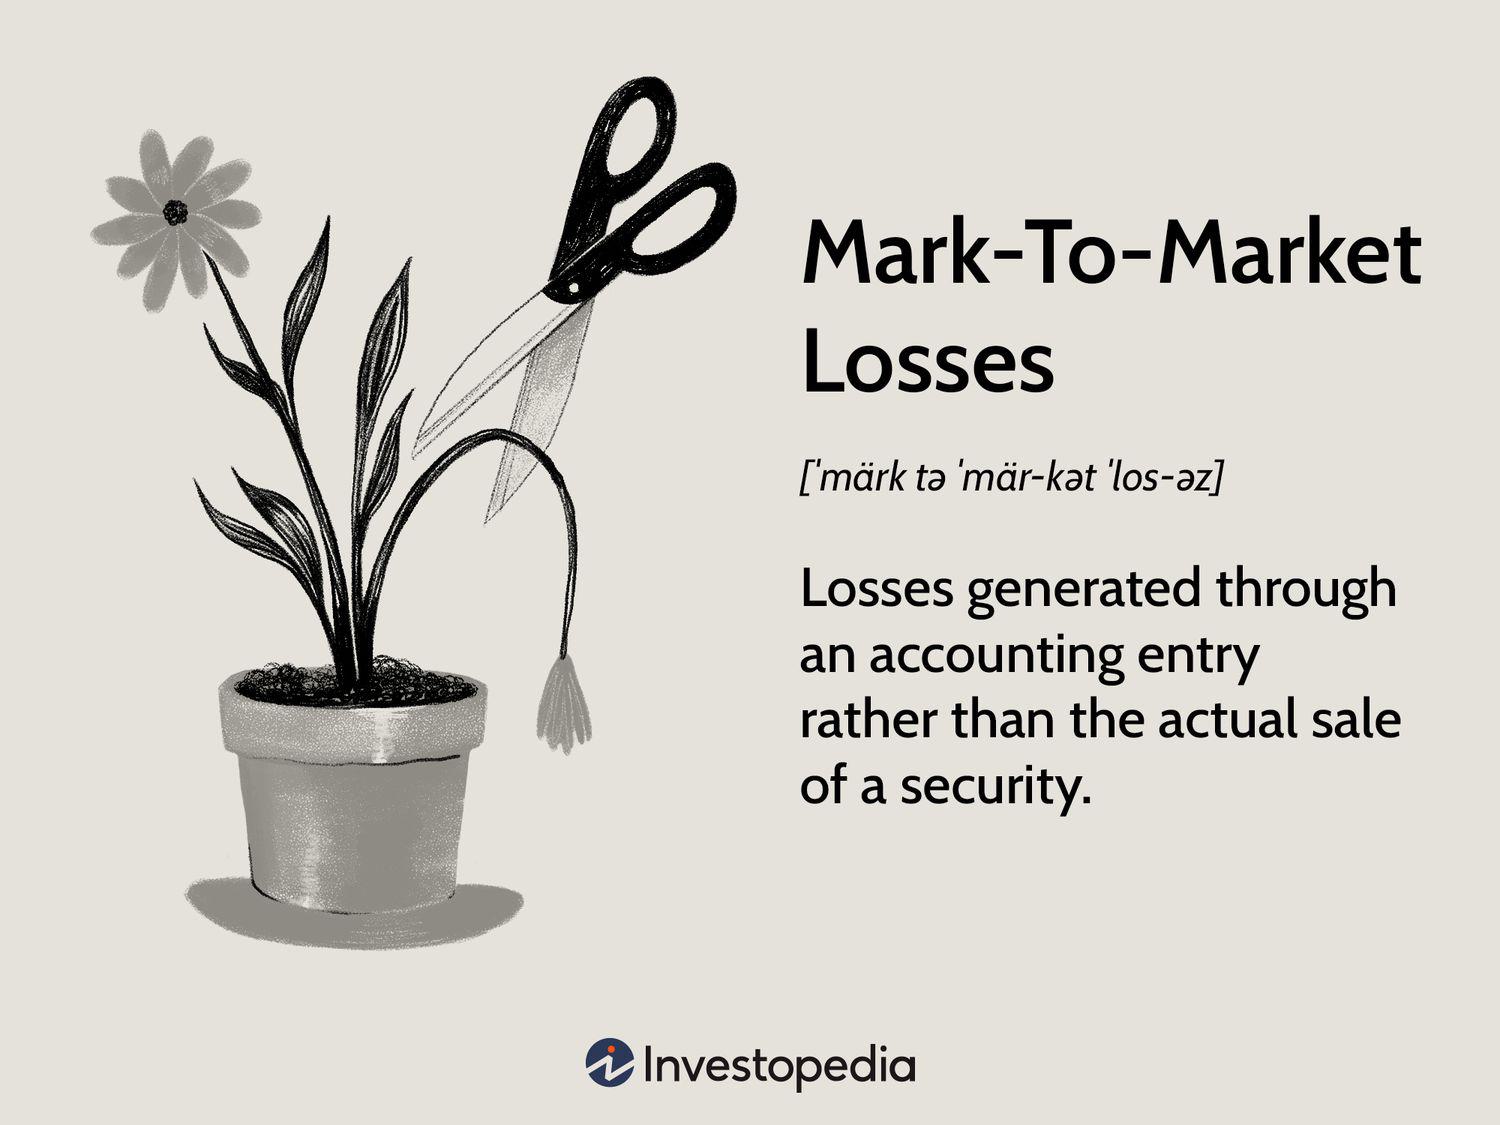 Mark-To-Market
Losses
[ˈmärk tə ˈmär-kət ˈlos-əz]
Losses generated through
an accounting entry
rather than the actual sale
of a security.
Investopedia